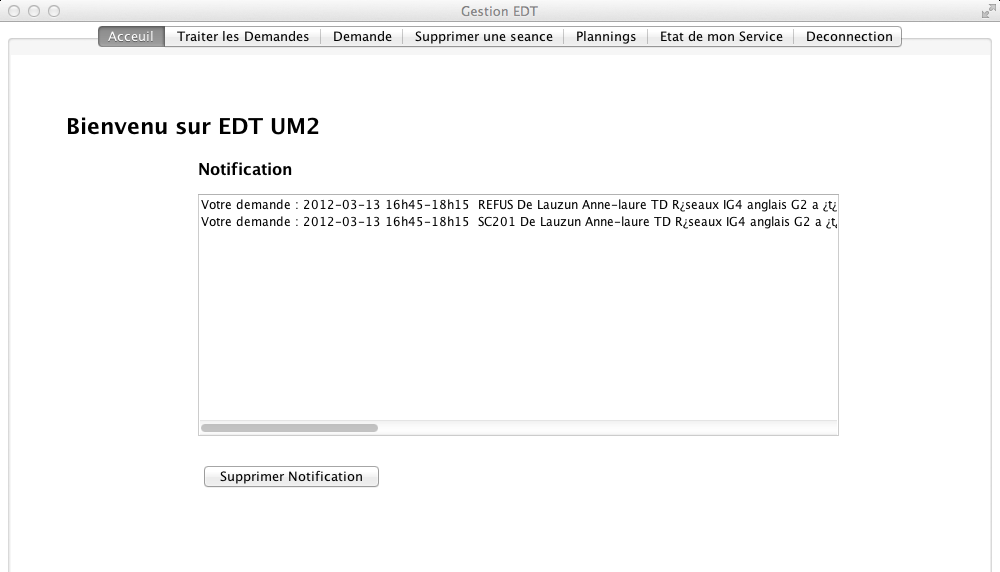 Gestion EDT
Acceuil Traiter les Demandes Demande Supprimer une seance Plannings Etat de mon Service Deconnection
Bienvenu sur EDT UM2
Notification
Votre demande : 2012-03-13 16h45-18h15 REFUS De Lauzun Anne-laure TD R¿seaux IG4 anglais G2 a ¿t¿
Votre demande : 2012-03-13 16h45-18h15 SC201 De Lauzun Anne-laure TD R¿seaux IG4 anglais G2 a ¿t
Supprimer Notification